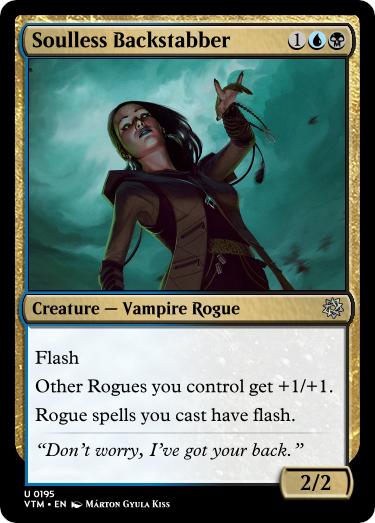 Soulless Backstabber 1
Creature — Vampire Rogue
Flash
Other Rogues you control get +1/+1.
Rogue spells you cast have flash.
“Don’t worry, I’ve got your back.”
2/2
U 0195
VTM • EN Márton Gyula Kiss